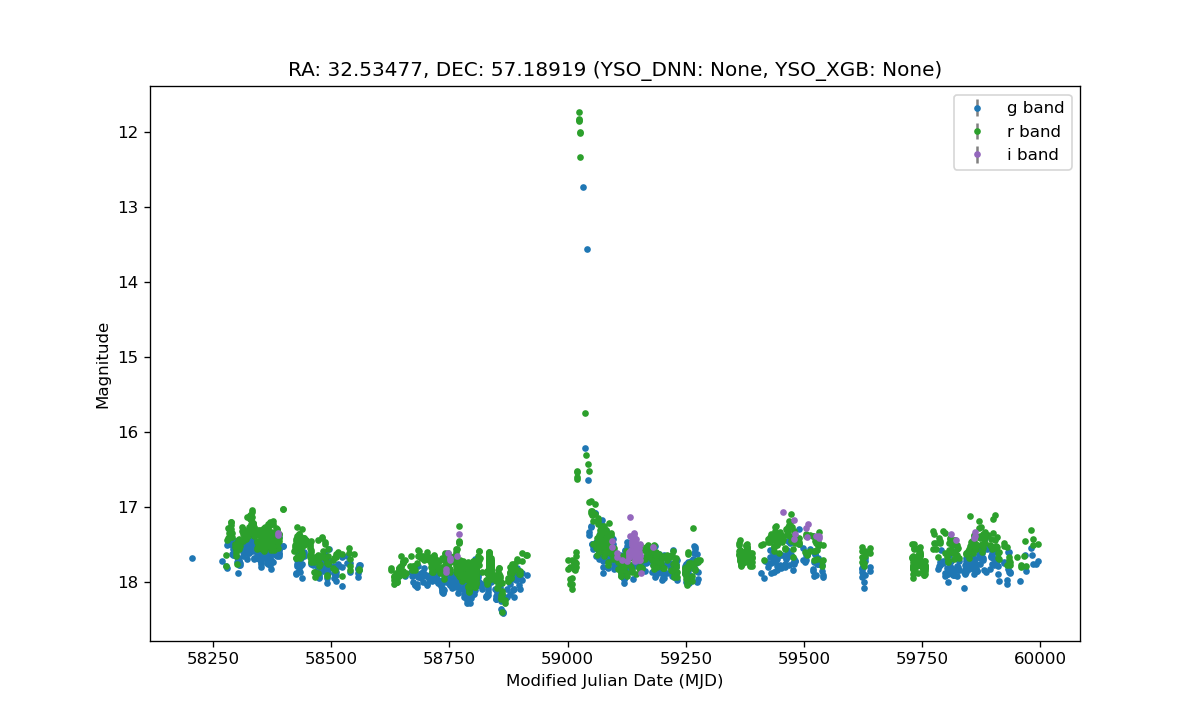 RA: 32.53477, DEC: 57.18919 (YSO_DNN: None, YSO_XGB: None)
g band
r band
i band
12
13
14
15
16
17
18
Magnitude
58250 58500 58750 59000 59250 59500 59750 60000
Modified Julian Date (MJD)